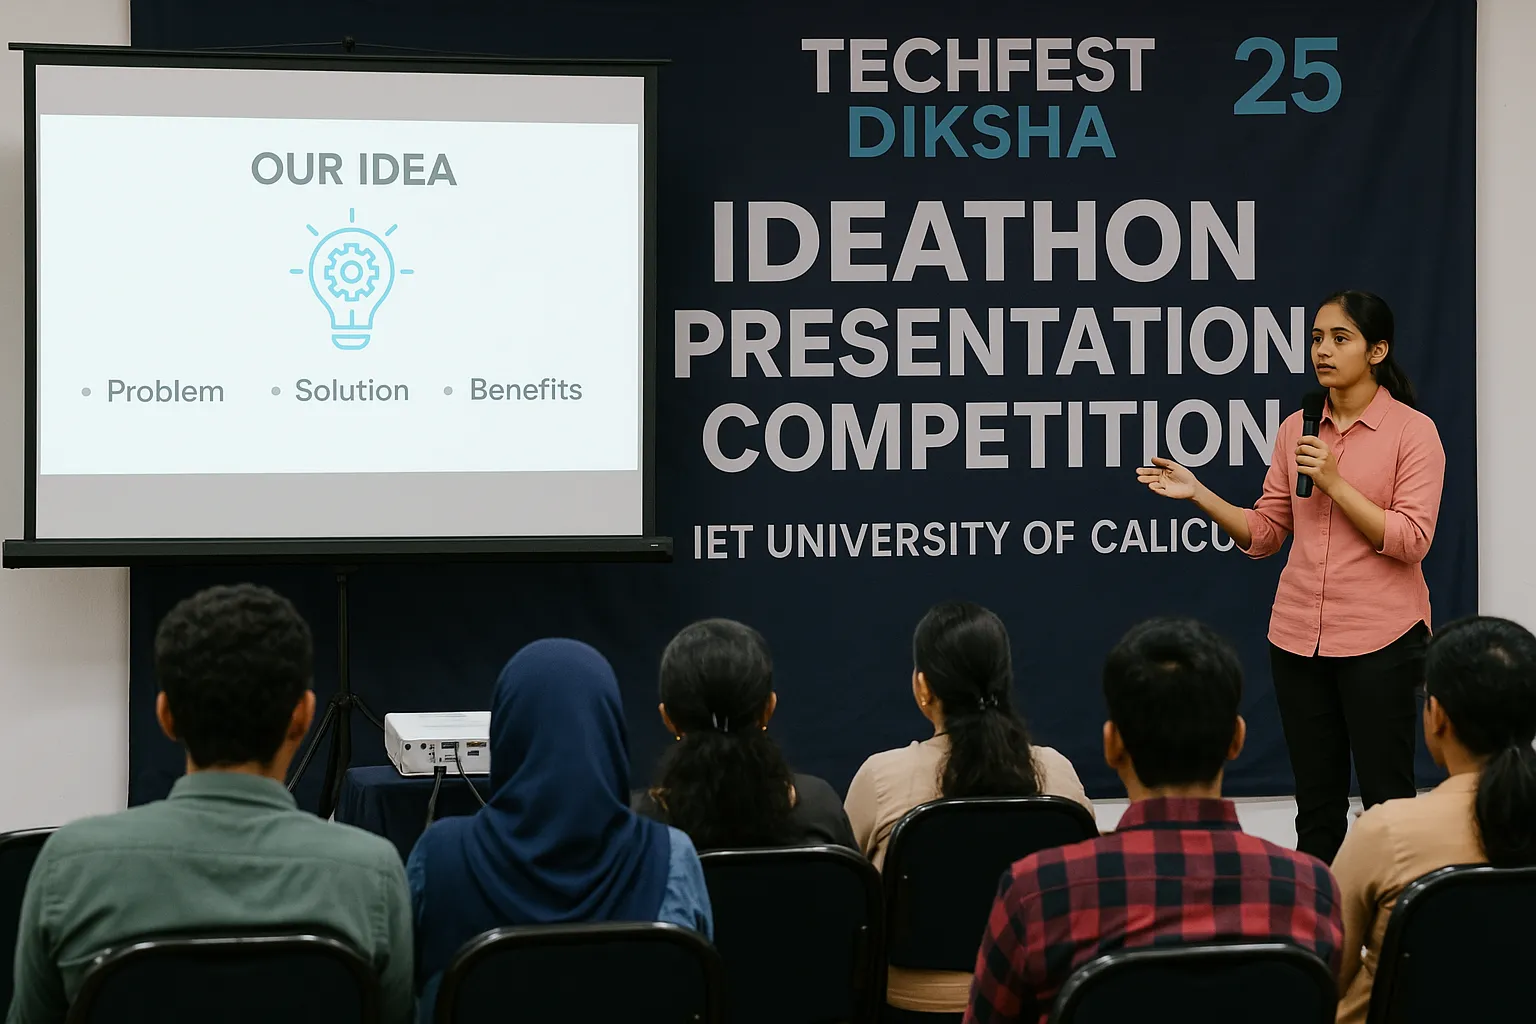 OUR IDEA
• Problem • Solution • Benefits
TECHFEST 25
DIKSHA
IDEATHON
PRESENTATION
COMPETITION
IET UNIVERSITY OF CALICU